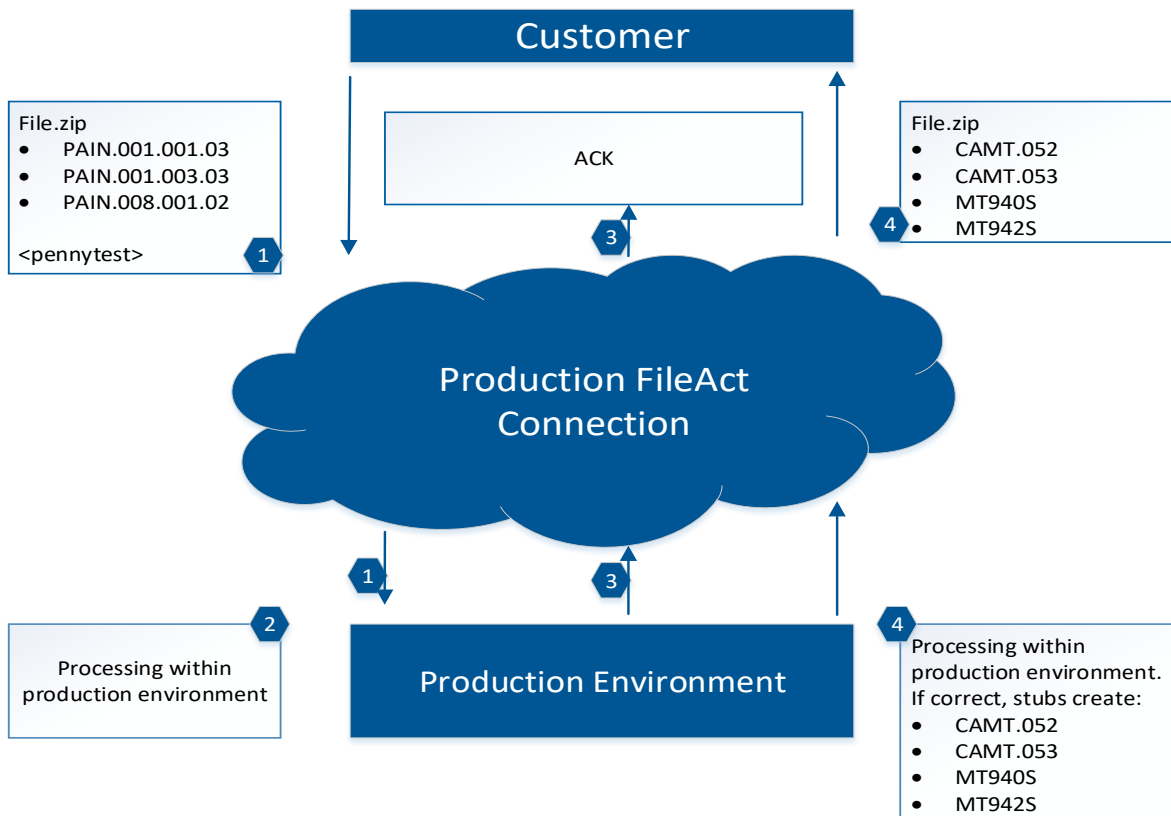 Customer
File.zip
• PAIN.001.001.03
• PAIN.001.003.03
• PAIN.008.001.02
<pennytest>
1
ACK
3
File.zip
• CAMT.052
• CAMT.053
• MT940S
• MT942S
4
Production FileAct
Connection
1
3
2
Processing within
production environment
Production Environment
4
Processing within
production environment.
If correct, stubs create:
• CAMT.052
• CAMT.053
• MT940S
• MT942S